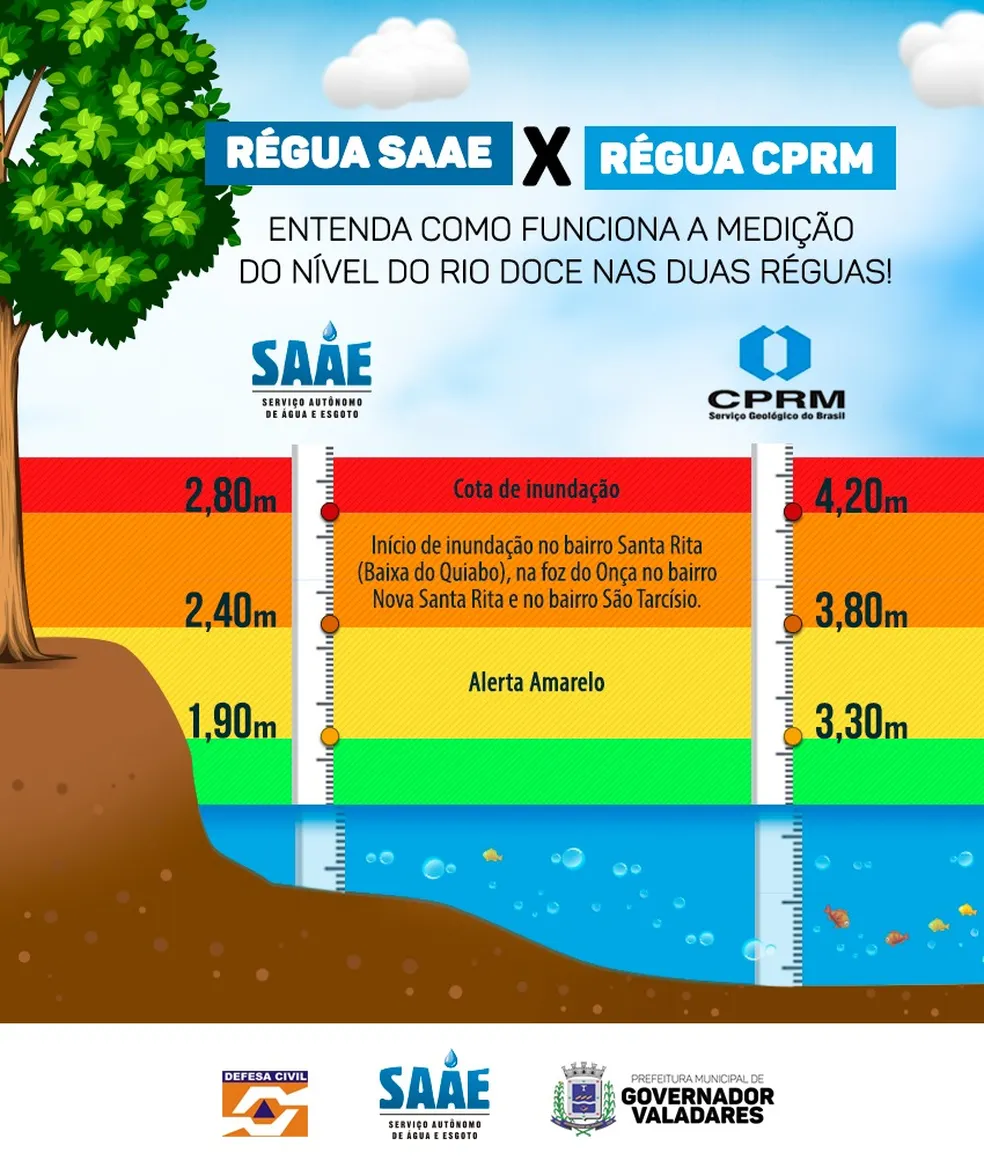 RÉGUA SAAE X RÉGUA CPRM
ENTENDA COMO FUNCIONA A MEDIÇÃO
DO NÍVEL DO RIO DOCE NAS DUAS RÉGUAS!
SAAE
SERVIÇO AUTÔNOMO
DE ÁGUA E ESGOTO
CPRM
Serviço Geológico do Brasil
2,80m
Cota de inundação
4,20m
Início de inundação no bairro Santa Rita
(Baixa do Quiabo), na foz do Onça no bairro
Nova Santa Rita e no bairro São Tarcísio.
2,40m
3,80m
Alerta Amarelo
1,90m
3,30m
DEFESA CIVIL
SAAE
SERVIÇO AUTÔNOMO
DE ÁGUA E ESGOTO
PREFEITURA MUNICIPAL DE
GOVERNADOR
VALADARES